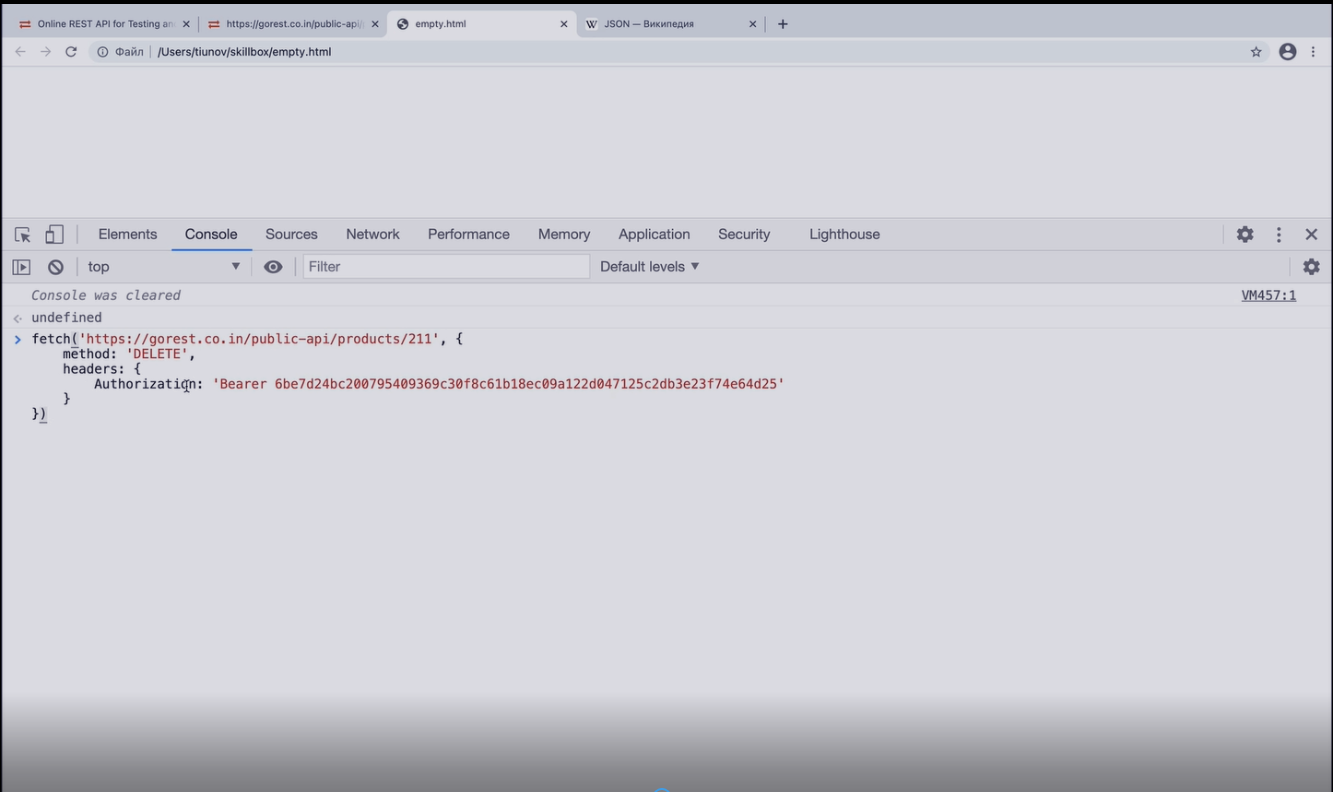 Online REST API for Testing an
https://gorest.co.in/public-api/
empty.html
W JSON — Википедия
Файл /Users/tiunov/skillbox/empty.html
Elements Console Sources Network Performance Memory Application Security Lighthouse
top Filter Default levels ▼
Console was cleared VM457:1
undefined
fetch('https://gorest.co.in/public-api/products/211', {
method: 'DELETE',
headers: {
Authorization: 'Bearer 6be7d24bc200795409369c30f8c61b18ec09a122d047125c2db3e23f74e64d25'
}
})